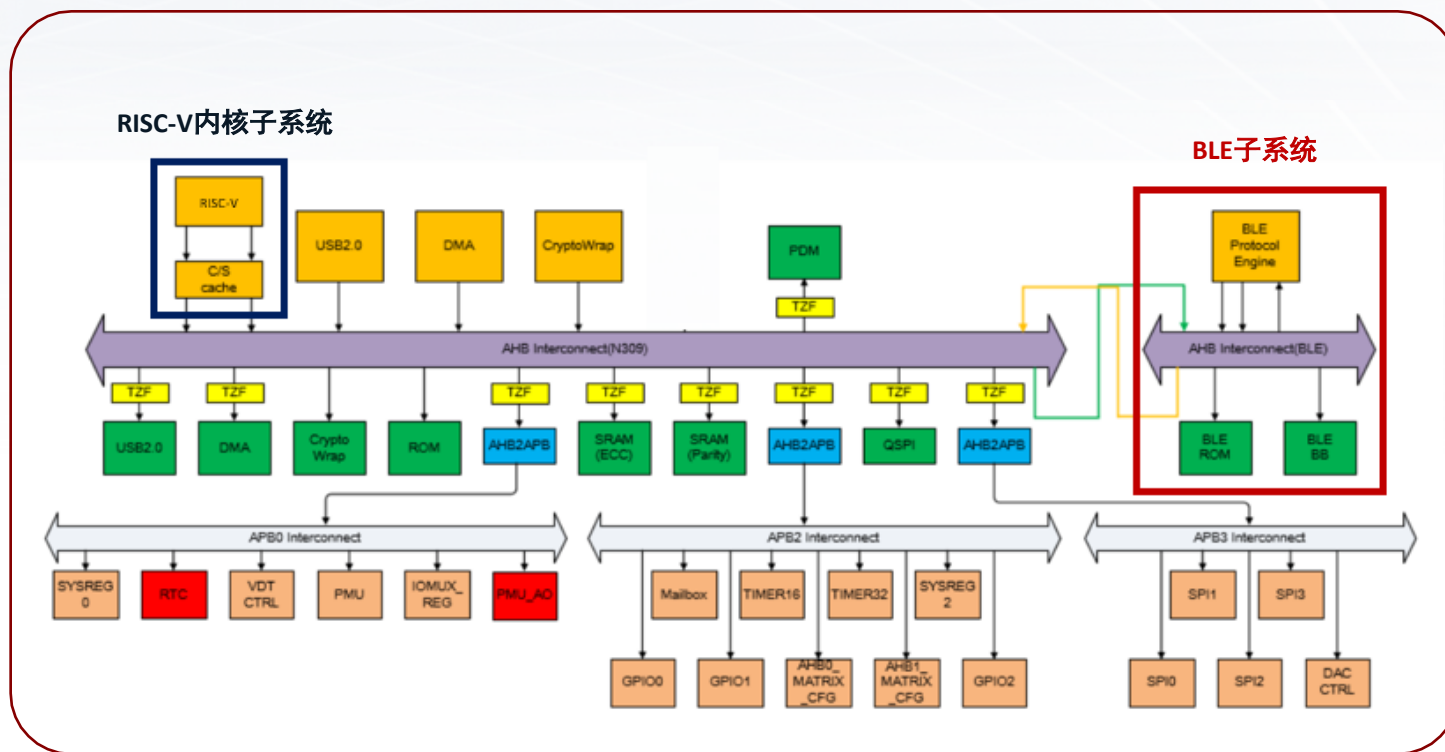 RISC-V内核子系统
BLE子系统
RISC-V
C/S
cache
USB2.0
DMA
CryptoWrap
PDM
TZF
BLE
Protocol
Engine
AHB Interconnect(N309)
AHB Interconnect(BLE)
TZF
TZF
TZF
TZF
TZF
TZF
TZF
TZF
USB2.0
DMA
Crypto
Wrap
ROM
AHB2APB
SRAM
(ECC)
SRAM
(Parity)
AHB2APB
QSPI
AHB2APB
BLE
ROM
BLE
BB
APB0 Interconnect
APB2 Interconnect
APB3 Interconnect
SYSREG
0
RTC
VDT
CTRL
PMU
IOMUX_
REG
PMU_AO
Mailbox
TIMER16
TIMER32
SYSREG
2
SPI1
SPI3
GPIO0
GPIO1
AHB0_
MATRIX
_CFG
AHB1_
MATRIX
_CFG
GPIO2
SPI0
SPI2
DAC
CTRL